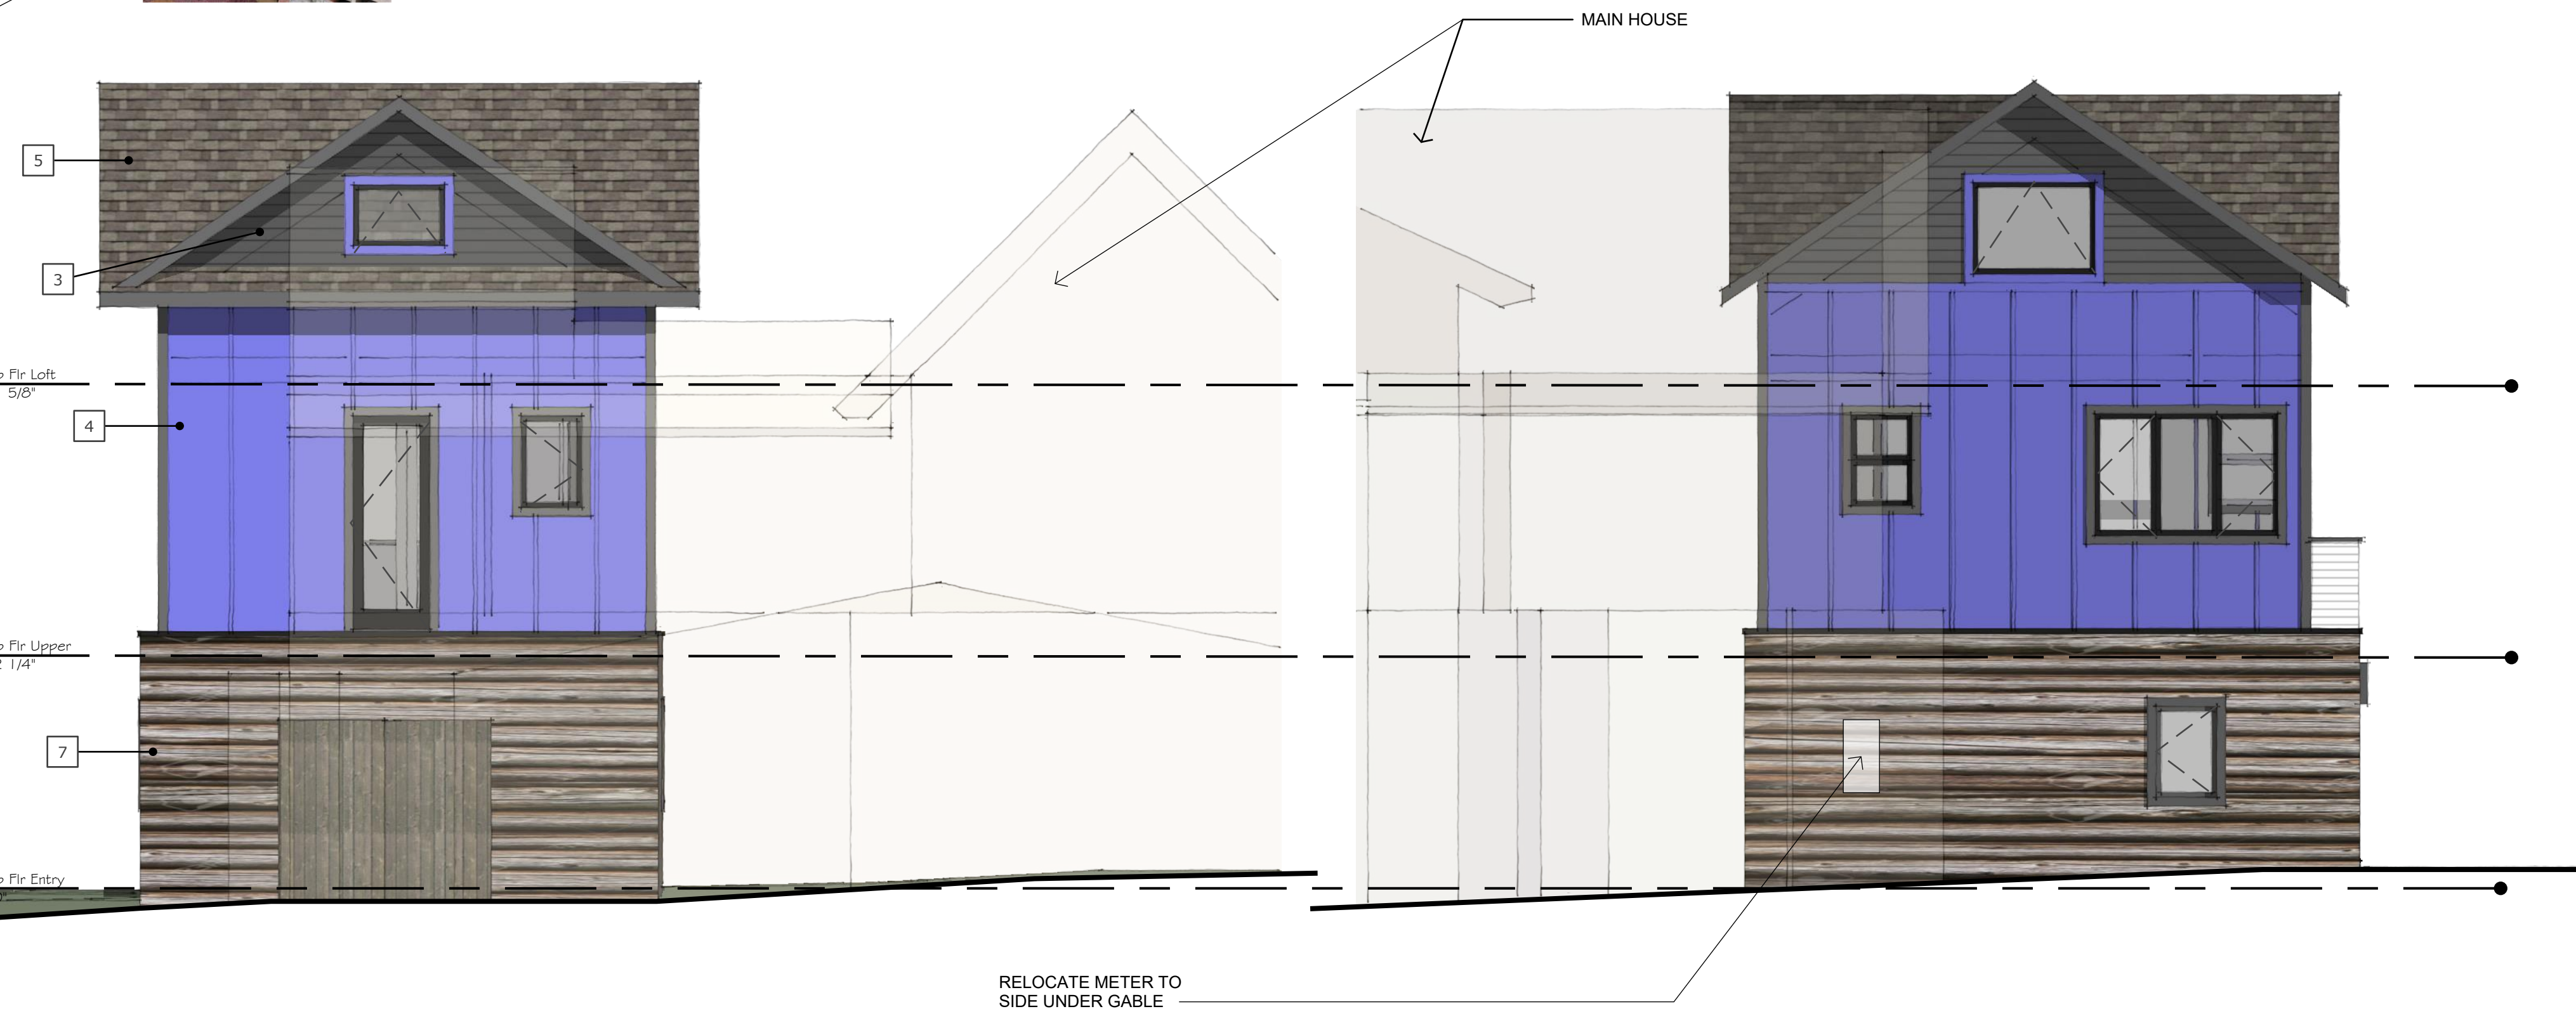 MAIN HOUSE
5
3
Flr Loft
5/8"
4
Flr Upper
1/4"
7
Flr Entry
RELOCATE METER TO
SIDE UNDER GABLE